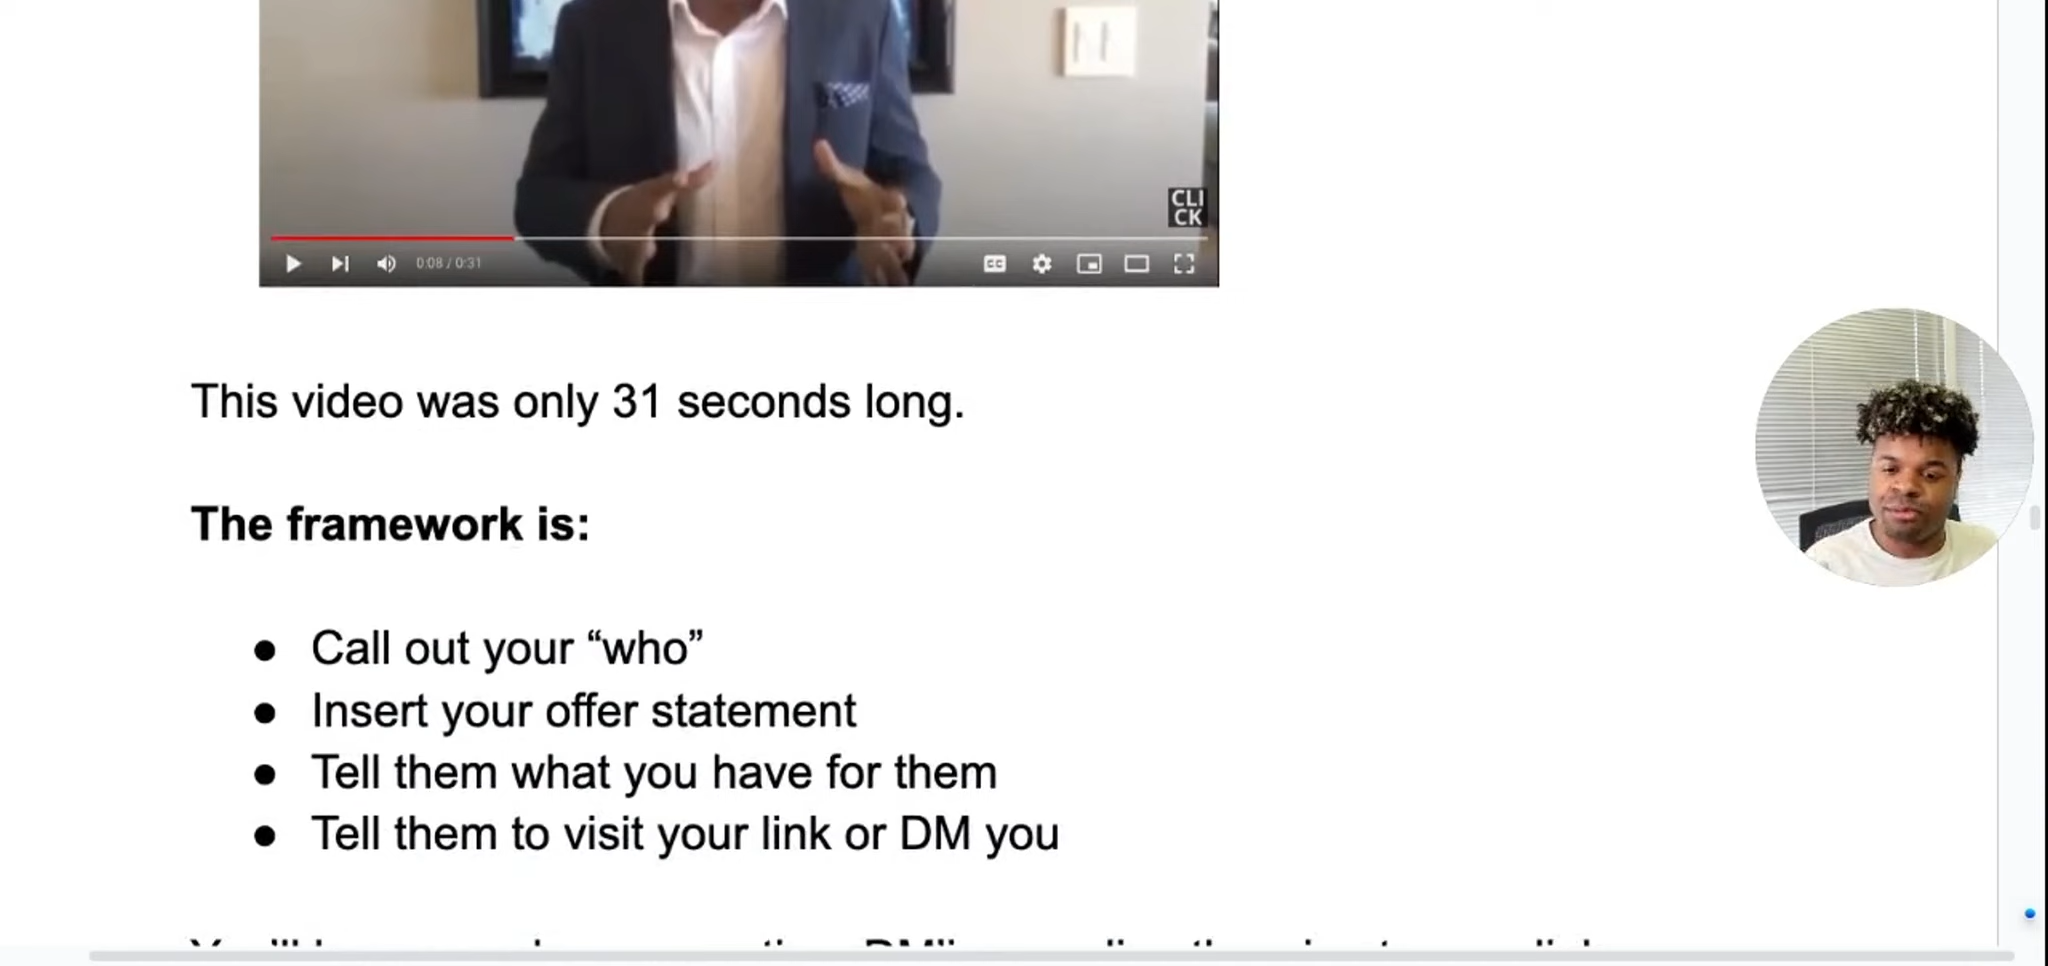 CLI
CK
0:08 / 0:31
CC
This video was only 31 seconds long.
The framework is:
● Call out your “who”
● Insert your offer statement
● Tell them what you have for them
● Tell them to visit your link or DM you